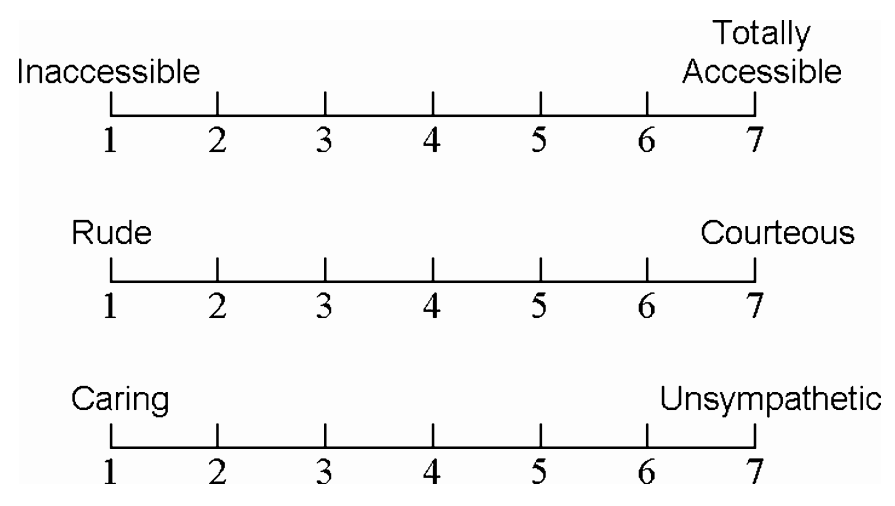 Totally
Inaccessible Accessible
1 2 3 4 5 6 7
Rude Courteous
1 2 3 4 5 6 7
Caring Unsympathetic
1 2 3 4 5 6 7